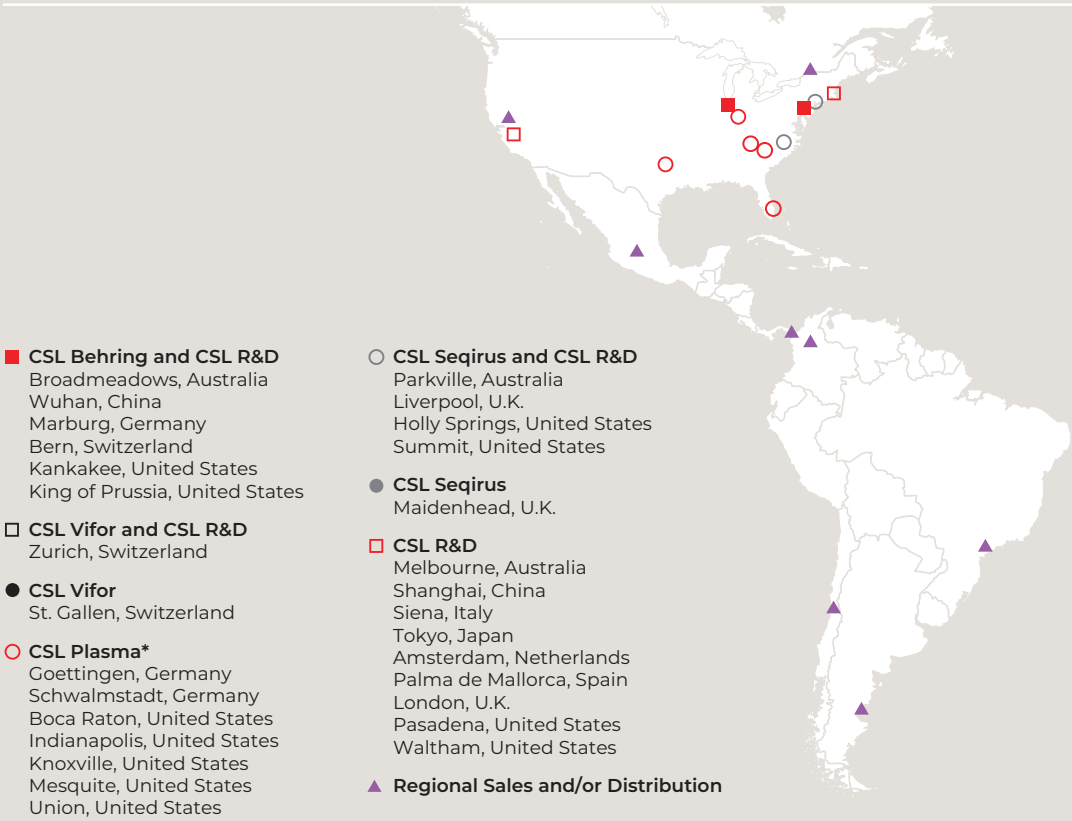 CSL Behring and CSL R&D
Broadmeadows, Australia
Wuhan, China
Marburg, Germany
Bern, Switzerland
Kankakee, United States
King of Prussia, United States
CSL Vifor and CSL R&D
Zurich, Switzerland
CSL Vifor
St. Gallen, Switzerland
CSL Plasma*
Goettingen, Germany
Schwalmstadt, Germany
Boca Raton, United States
Indianapolis, United States
Knoxville, United States
Mesquite, United States
Union, United States
CSL Seqirus and CSL R&D
Parkville, Australia
Liverpool, U.K.
Holly Springs, United States
Summit, United States
CSL Seqirus
Maidenhead, U.K.
CSL R&D
Melbourne, Australia
Shanghai, China
Siena, Italy
Tokyo, Japan
Amsterdam, Netherlands
Palma de Mallorca, Spain
London, U.K.
Pasadena, United States
Waltham, United States
Regional Sales and/or Distribution